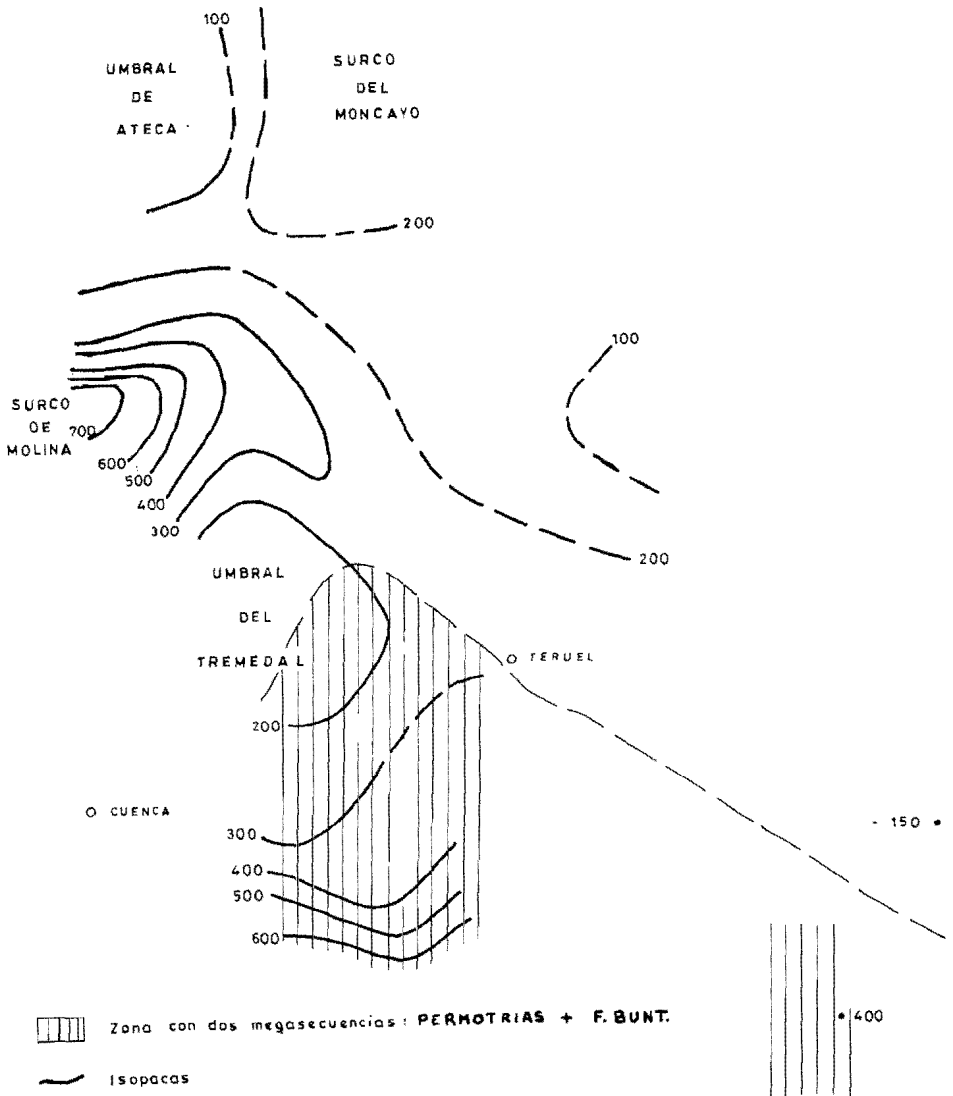 100
UMBRAL
DE
ATECA
SURCO
DEL
MONCAYO
200
100
SURCO
DE
MOLINA
700
600
500
400
300
200
UMBRAL
DEL
TREMEDAL
TERUEL
200
CUENCA
300
400
500
600
- 150
400
Zona con dos megasecuencias: PERMOTRIAS + F. BUNT.
Isopacas